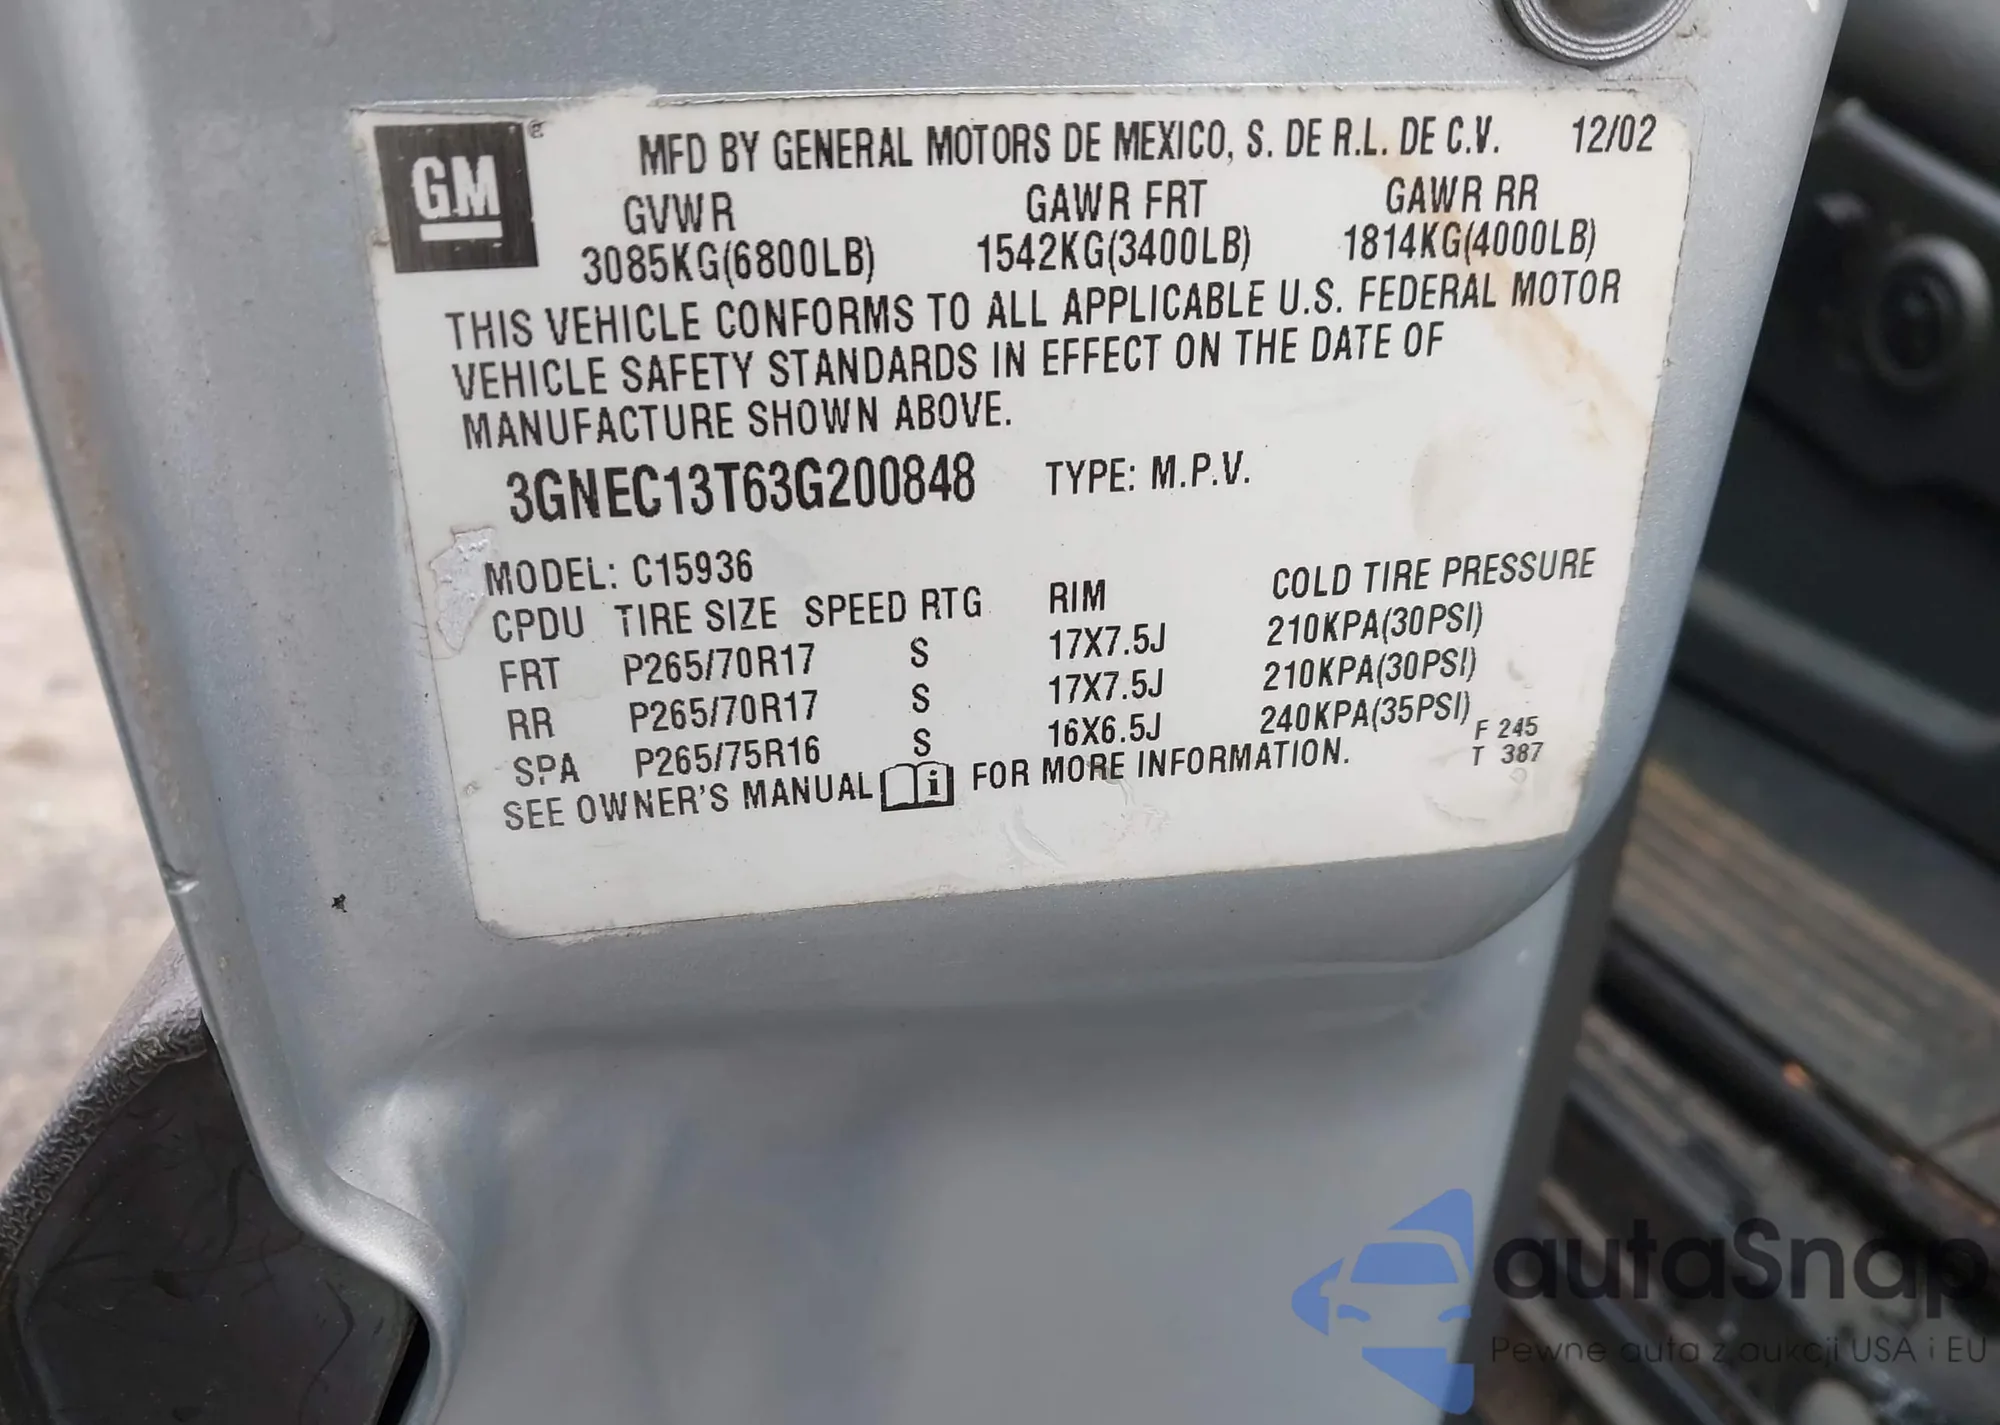 GM®
MFD BY GENERAL MOTORS DE MEXICO, S. DE R.L. DE C.V. 12/02
GVWR GAWR FRT GAWR RR
3085KG(6800LB) 1542KG(3400LB) 1814KG(4000LB)
THIS VEHICLE CONFORMS TO ALL APPLICABLE U.S. FEDERAL MOTOR
VEHICLE SAFETY STANDARDS IN EFFECT ON THE DATE OF
MANUFACTURE SHOWN ABOVE.
3GNEC13T63G200848 TYPE: M.P.V.
MODEL: C15936
CPDU TIRE SIZE SPEED RTG RIM COLD TIRE PRESSURE
FRT P265/70R17 S 17X7.5J 210KPA(30PSI)
RR P265/70R17 S 17X7.5J 210KPA(30PSI)
SPA P265/75R16 S 16X6.5J 240KPA(35PSI)
F 245
SEE OWNER'S MANUAL i FOR MORE INFORMATION.
T 387
autaSnap
Pewne auta z aukcji USA i EU